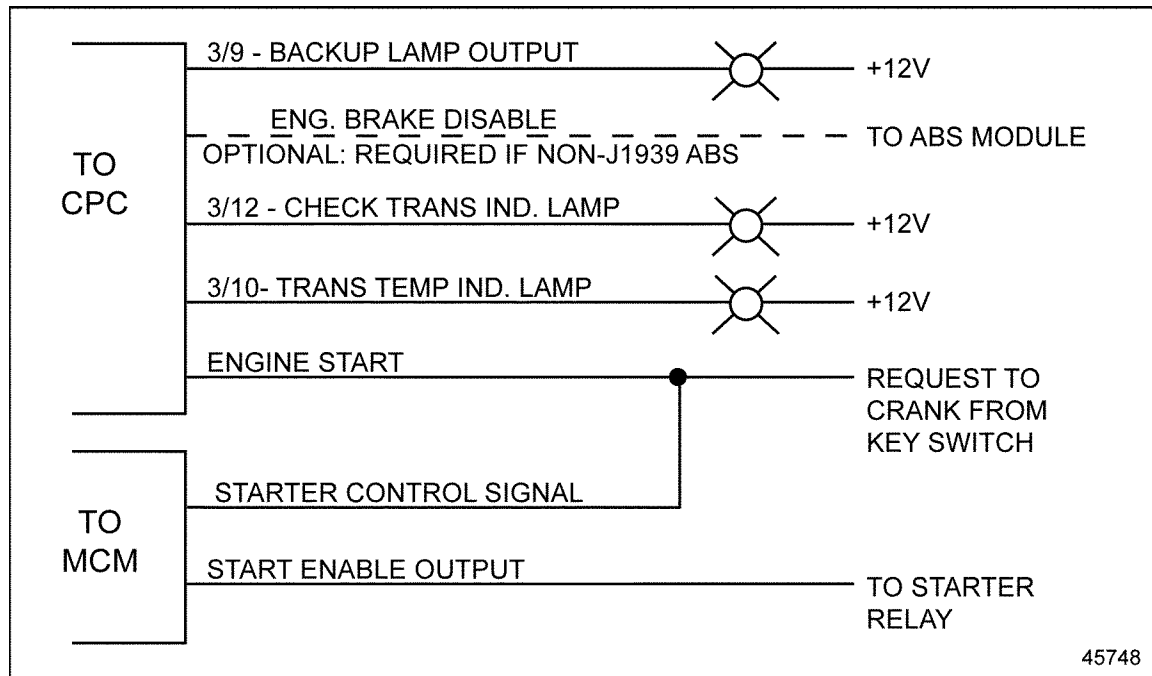 3/9 - BACKUP LAMP OUTPUT
+12V
ENG. BRAKE DISABLE
TO ABS MODULE
OPTIONAL: REQUIRED IF NON-J1939 ABS
TO
CPC
3/12 - CHECK TRANS IND. LAMP
+12V
3/10- TRANS TEMP IND. LAMP
+12V
ENGINE START
REQUEST TO
CRANK FROM
KEY SWITCH
STARTER CONTROL SIGNAL
TO
MCM
START ENABLE OUTPUT
TO STARTER
RELAY
45748